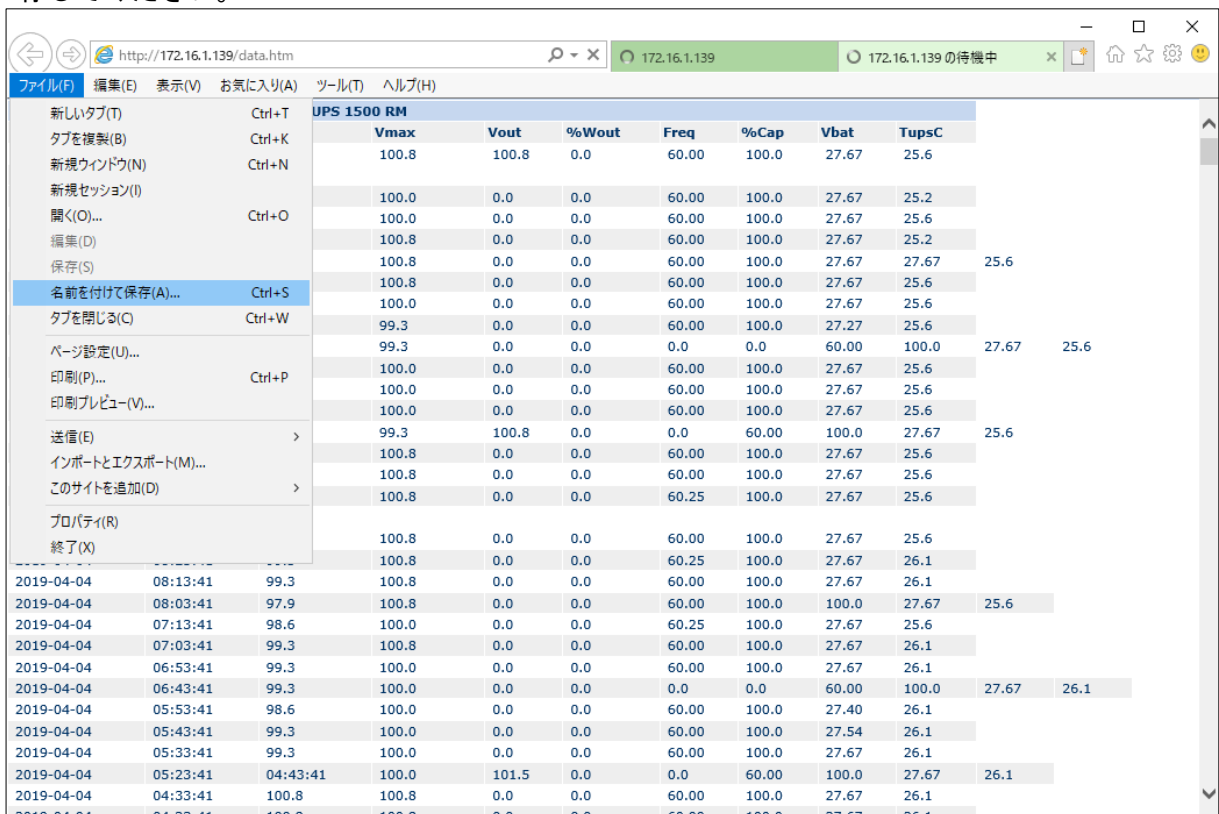 http://172.16.1.139/data.htm 172.16.1.139 172.16.1.139 の待機中
ファイル(F) 編集(E) 表示(V) お気に入り(A) ツール(T) ヘルプ(H)
新しいタブ(T) Ctrl+T
タブを複製(B) Ctrl+K
新規ウィンドウ(N) Ctrl+N
新規セッション(I)
開く(O)... Ctrl+O
編集(D)
保存(S)
名前を付けて保存(A)... Ctrl+S
タブを閉じる(C) Ctrl+W
ページ設定(U)...
印刷(P)... Ctrl+P
印刷プレビュー(V)...
送信(E)
インポートとエクスポート(M)...
このサイトを追加(D)
プロパティ(R)
終了(X)
UPS 1500 RM
Vmax Vout %Wout Freq %Cap Vbat TupsC
100.8 100.8 0.0 60.00 100.0 27.67 25.6
100.0 0.0 0.0 60.00 100.0 27.67 25.2
100.0 0.0 0.0 60.00 100.0 27.67 25.6
100.8 0.0 0.0 60.00 100.0 27.67 25.2
100.8 0.0 0.0 60.00 100.0 27.67 27.67 25.6
100.8 0.0 0.0 60.00 100.0 27.67 25.6
100.0 0.0 0.0 60.00 100.0 27.67 25.6
99.3 0.0 0.0 60.00 100.0 27.27 25.6
99.3 0.0 0.0 0.0 0.0 60.00 100.0 27.67 25.6
100.0 0.0 0.0 60.00 100.0 27.67 25.6
100.0 0.0 0.0 60.00 100.0 27.67 25.6
100.0 0.0 0.0 60.00 100.0 27.67 25.6
99.3 100.8 0.0 0.0 60.00 100.0 27.67 25.6
100.8 0.0 0.0 60.00 100.0 27.67 25.6
100.8 0.0 0.0 60.00 100.0 27.67 25.6
100.8 0.0 0.0 60.25 100.0 27.67 25.6
100.8 0.0 0.0 60.00 100.0 27.67 25.6
100.8 0.0 0.0 60.25 100.0 27.67 26.1
2019-04-04 08:13:41 99.3 100.8 0.0 0.0 60.00 100.0 27.67 26.1
2019-04-04 08:03:41 97.9 100.8 0.0 0.0 60.00 100.0 100.0 27.67 25.6
2019-04-04 07:13:41 98.6 100.8 0.0 0.0 60.25 100.0 27.67 25.6
2019-04-04 07:03:41 99.3 100.8 0.0 0.0 60.00 100.0 27.67 26.1
2019-04-04 06:53:41 99.3 100.0 0.0 0.0 60.00 100.0 27.67 26.1
2019-04-04 06:43:41 99.3 100.0 0.0 0.0 0.0 0.0 60.00 100.0 27.67 26.1
2019-04-04 05:53:41 98.6 100.0 0.0 0.0 60.00 100.0 27.40 26.1
2019-04-04 05:43:41 99.3 100.0 0.0 0.0 60.00 100.0 27.54 26.1
2019-04-04 05:33:41 99.3 100.0 0.0 0.0 60.00 100.0 27.67 26.1
2019-04-04 05:23:41 04:43:41 100.0 101.5 0.0 0.0 60.00 100.0 27.67 26.1
2019-04-04 04:33:41 100.8 100.8 0.0 0.0 60.00 100.0 27.67 26.1